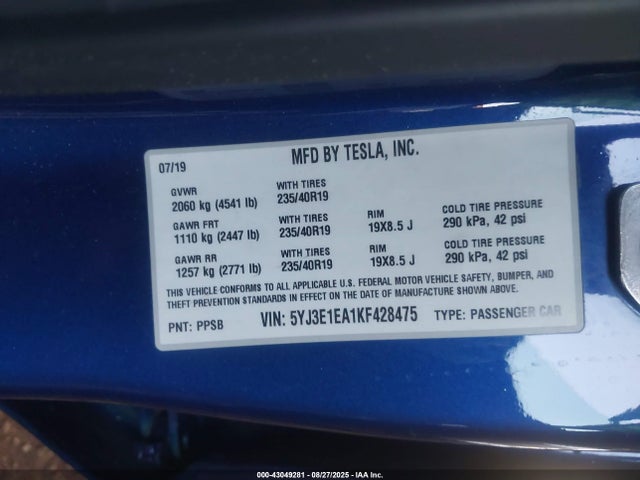 07/19 MFD BY TESLA, INC.
GVWR WITH TIRES
2060 kg (4541 lb) 235/40R19
GAWR FRT WITH TIRES RIM COLD TIRE PRESSURE
1110 kg (2447 lb) 235/40R19 19X8.5 J 290 kPa, 42 psi
GAWR RR WITH TIRES RIM COLD TIRE PRESSURE
1257 kg (2771 lb) 235/40R19 19X8.5 J 290 kPa, 42 psi
THIS VEHICLE CONFORMS TO ALL APPLICABLE U.S. FEDERAL MOTOR VEHICLE SAFETY, BUMPER, AND
THEFT PREVENTION STANDARDS IN EFFECT ON THE DATE OF MANUFACTURE SHOWN ABOVE.
PNT: PPSB VIN: 5YJ3E1EA1KF428475 TYPE: PASSENGER CAR
000-43049281 - 08/27/2025 - IAA Inc.